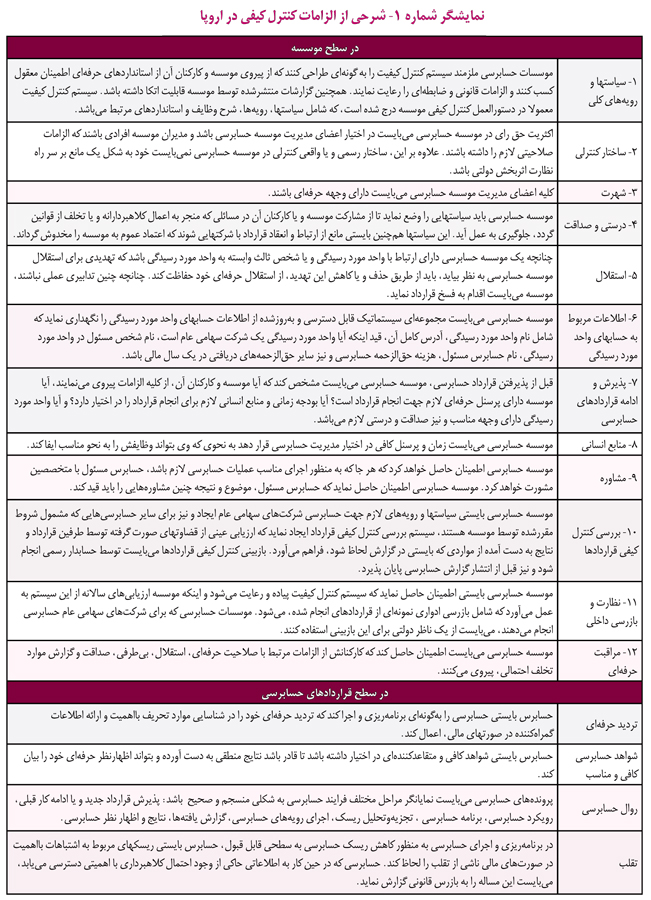 نمایشگر شماره ۱- شرحی از الزامات کنترل کیفی در اروپا
در سطح موسسه
۱- سیاستها و
رویه‌های کلی
موسسات حسابرسی ملزمند سیستم کنترل کیفیت را به گونه‌ای طراحی کنند که از پیروی موسسه و کارکنان آن از استانداردهای حرفه‌ای اطمینان معقول
کسب کنند و الزامات قانونی و ضابطه‌ای را رعایت نمایند. همچنین گزارشات منتشرشده توسط موسسه قابلیت اتکا داشته باشد. سیستم کنترل کیفیت
معمولا در دستورالعمل کنترل کیفی موسسه درج شده است، که شامل سیاستها، رویه‌ها، شرح وظایف و استانداردهای مرتبط می‌باشد.
۲- ساختار کنترلی
اکثریت حق رای در موسسه حسابرسی می‌بایست در اختیار اعضای مدیریت موسسه حسابرسی باشد و مدیران موسسه افرادی باشند که الزامات
صلاحیتی لازم را داشته باشند. علاوه بر این، ساختار رسمی و یا واقعی کنترلی در موسسه حسابرسی نمی‌بایست خود به شکل یک مانع بر سر راه
نظارت اثربخش دولتی باشد.
۳- شهرت
کلیه اعضای مدیریت موسسه حسابرسی می‌بایست دارای وجهه حرفه‌ای باشند.
۴- درستی و صداقت
موسسه حسابرسی باید سیاستهایی را وضع نماید تا از مشارکت موسسه و یا کارکنان آن در مسائلی که منجر به اعمال کلاهبردارانه و یا تخلف از قوانین
گردد، جلوگیری به عمل آید. این سیاستها هم‌چنین بایستی مانع از ارتباط و انعقاد قرارداد با شرکتهایی شوند که اعتماد عموم به موسسه را مخدوش گرداند.
۵- استقلال
چنانچه یک موسسه حسابرسی دارای ارتباط با واحد مورد رسیدگی و یا شخص ثالث وابسته به واحد مورد رسیدگی باشد که تهدیدی برای استقلال
موسسه حسابرسی به نظر بیاید، باید از طریق حذف و یا کاهش این تهدید، از استقلال حرفه‌ای خود حفاظت کند. چنانچه چنین تدابیری عملی نباشند،
موسسه می‌بایست اقدام به فسخ قرارداد نماید.
۶- اطلاعات مربوط
به حسابهای واحد
مورد رسیدگی
موسسه حسابرسی می‌بایست مجموعه‌ای سیستماتیک قابل دسترسی و به‌روزشده از اطلاعات حسابهای واحد مورد رسیدگی را نگهداری نماید که
شامل نام واحد مورد رسیدگی، آدرس کامل آن، قید اینکه آیا واحد مورد رسیدگی یک شرکت سهامی عام است، نام شخص مسئول در واحد مورد
رسیدگی، نام حسابرس مسئول، هزینه حق‌الزحمه حسابرسی و نیز سایر حق‌الزحمه‌های دریافتی در یک سال مالی باشد.
۷- پذیرش و
ادامه قراردادهای
حسابرسی
قبل از پذیرفتن قرارداد حسابرسی، موسسه حسابرسی می‌بایست مشخص کند که آیا موسسه و کارکنان آن، از کلیه الزامات پیروی می‌نمایند، آیا
موسسه دارای پرسنل حرفه‌ای لازم جهت انجام قرارداد است؟ آیا بودجه زمانی و منابع انسانی لازم برای انجام قرارداد را در اختیار دارد؟ و آیا واحد مورد
رسیدگی دارای وجهه مناسب و نیز صداقت و درستی لازم می‌باشد.
۸- منابع انسانی
موسسه حسابرسی می‌بایست زمان و پرسنل کافی در اختیار مدیریت حسابرسی قرار دهد به نحوی که وی بتواند وظایفش را به نحو مناسب ایفا کند.
۹- مشاوره
موسسه حسابرسی اطمینان حاصل خواهد کرد که هر جا که به منظور اجرای مناسب عملیات حسابرسی لازم باشد، حسابرس مسئول با متخصصین
مشورت خواهد کرد. موسسه حسابرسی اطمینان حاصل نماید که حسابرس مسئول، موضوع و نتیجه چنین مشاوره‌هایی را باید قید کند.
۱۰- بررسی کنترل
کیفی قراردادها
موسسه حسابرسی بایستی سیاستها و رویه‌های لازم جهت حسابرسی شرکت‌های سهامی عام ایجاد و نیز برای سایر حسابرسی‌هایی که مشمول شروط
مقررشده توسط موسسه هستند، سیستم بررسی کنترل کیفی قرارداد ایجاد نماید که ارزیابی عینی از قضاوتهای صورت گرفته توسط طرفین قرارداد و
نتایج به دست آمده از مواردی که بایستی در گزارش لحاظ شود، فراهم می‌آورد. بازبینی کنترل کیفی قراردادها می‌بایست توسط حسابدار رسمی انجام
شود و نیز قبل از انتشار گزارش حسابرسی پایان پذیرد.
۱۱- نظارت و
بازرسی داخلی
موسسه حسابرسی بایستی اطمینان حاصل نماید که سیستم کنترل کیفیت پیاده و رعایت می‌شود و اینکه موسسه ارزیابی‌های سالانه از این سیستم به
عمل می‌آورد که شامل بازرسی ادواری نمونه‌ای از قراردادهای انجام شده، می‌شود. موسسات حسابرسی که برای شرکت‌های سهامی عام حسابرسی
انجام می‌دهند، می‌بایست از یک ناظر دولتی برای این بازبینی استفاده کنند.
۱۲- مراقبت
حرفه‌ای
موسسه حسابرسی می‌بایست اطمینان حاصل کند که کارکنانش از الزامات مرتبط با صلاحیت حرفه‌ای، استقلال، بی‌طرفی، صداقت و گزارش موارد
تخلف احتمالی، پیروی می‌کنند.
در سطح قراردادهای حسابرسی
تردید حرفه‌ای
حسابرس بایستی حسابرسی را به‌گونه‌ای برنامه‌ریزی و اجرا کند که تردید حرفه‌ای خود را در شناسایی موارد تحریف بااهمیت و ارائه اطلاعات
گمراه‌کننده در صورتهای مالی، اعمال کند.
شواهد حسابرسی
کافی و مناسب
حسابرس بایستی شواهد کافی و متقاعدکننده‌ای در اختیار داشته باشد تا قادر باشد نتایج منطقی به دست آورده و بتواند اظهارنظر حرفه‌ای خود را بیان
کند.
روال حسابرسی
پرونده‌های حسابرسی می‌بایست نمایانگر مراحل مختلف فرایند حسابرسی به شکلی منسجم و صحیح باشد: پذیرش قرارداد جدید و یا ادامه کار قبلی،
رویکرد حسابرسی، برنامه حسابرسی ، تجزیه‌وتحلیل ریسک، اجرای رویه‌های حسابرسی، گزارش یافته‌ها، نتایج و اظهار نظر حسابرسی.
تقلب
در برنامه‌ریزی و اجرای حسابرسی به منظور کاهش ریسک حسابرسی به سطحی قابل قبول، حسابرس بایستی ریسکهای مربوط به اشتباهات بااهمیت
در صورت‌های مالی ناشی از تقلب را لحاظ کند. حسابرسی که در حین کار به اطلاعاتی حاکی از وجود احتمال کلاهبرداری با اهمیتی دسترسی می‌یابد،
می‌بایست این مساله را به بازرس قانونی گزارش نماید.